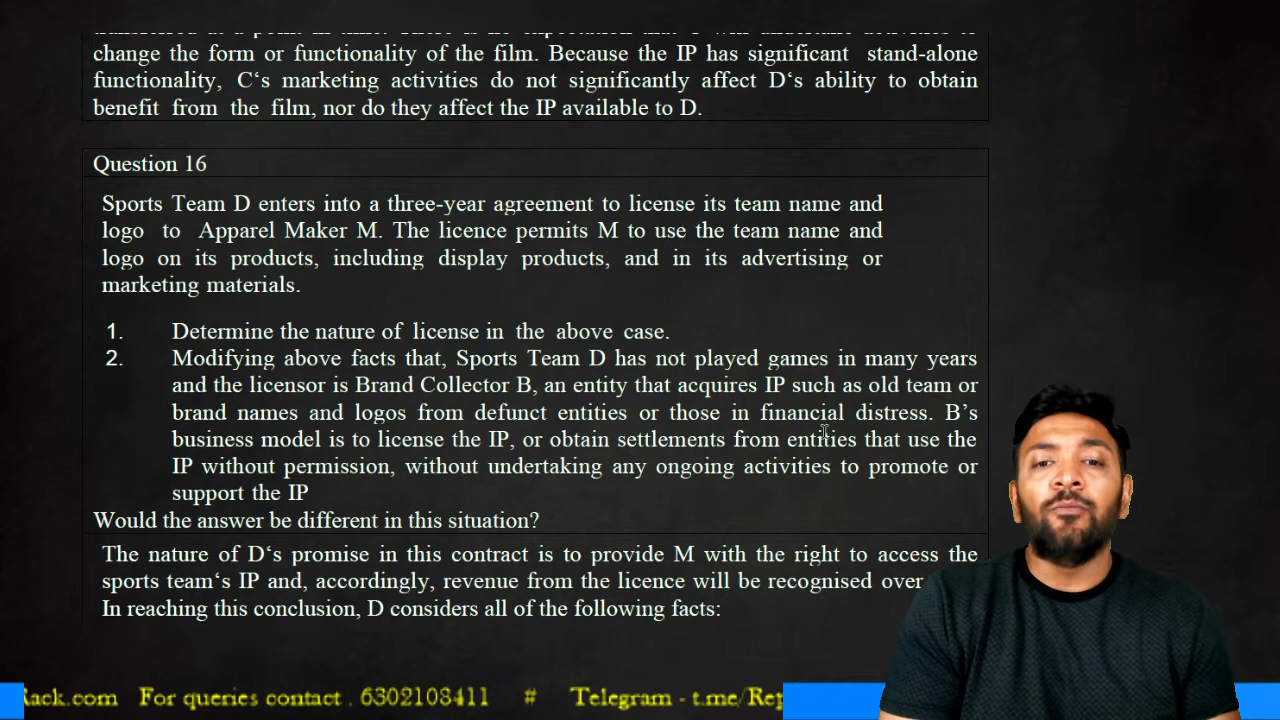 change the form or functionality of the film. Because the IP has significant stand-alone
functionality, C‘s marketing activities do not significantly affect D‘s ability to obtain
benefit from the film, nor do they affect the IP available to D.
Question 16
Sports Team D enters into a three-year agreement to license its team name and
logo to Apparel Maker M. The licence permits M to use the team name and
logo on its products, including display products, and in its advertising or
marketing materials.
1. Determine the nature of license in the above case.
2. Modifying above facts that, Sports Team D has not played games in many years
and the licensor is Brand Collector B, an entity that acquires IP such as old team or
brand names and logos from defunct entities or those in financial distress. B’s
business model is to license the IP, or obtain settlements from entities that use the
IP without permission, without undertaking any ongoing activities to promote or
support the IP
Would the answer be different in this situation?
The nature of D‘s promise in this contract is to provide M with the right to access the
sports team‘s IP and, accordingly, revenue from the licence will be recognised over
In reaching this conclusion, D considers all of the following facts:
Rack.com For queries contact . 6302108411 # Telegram - t.me/Rep